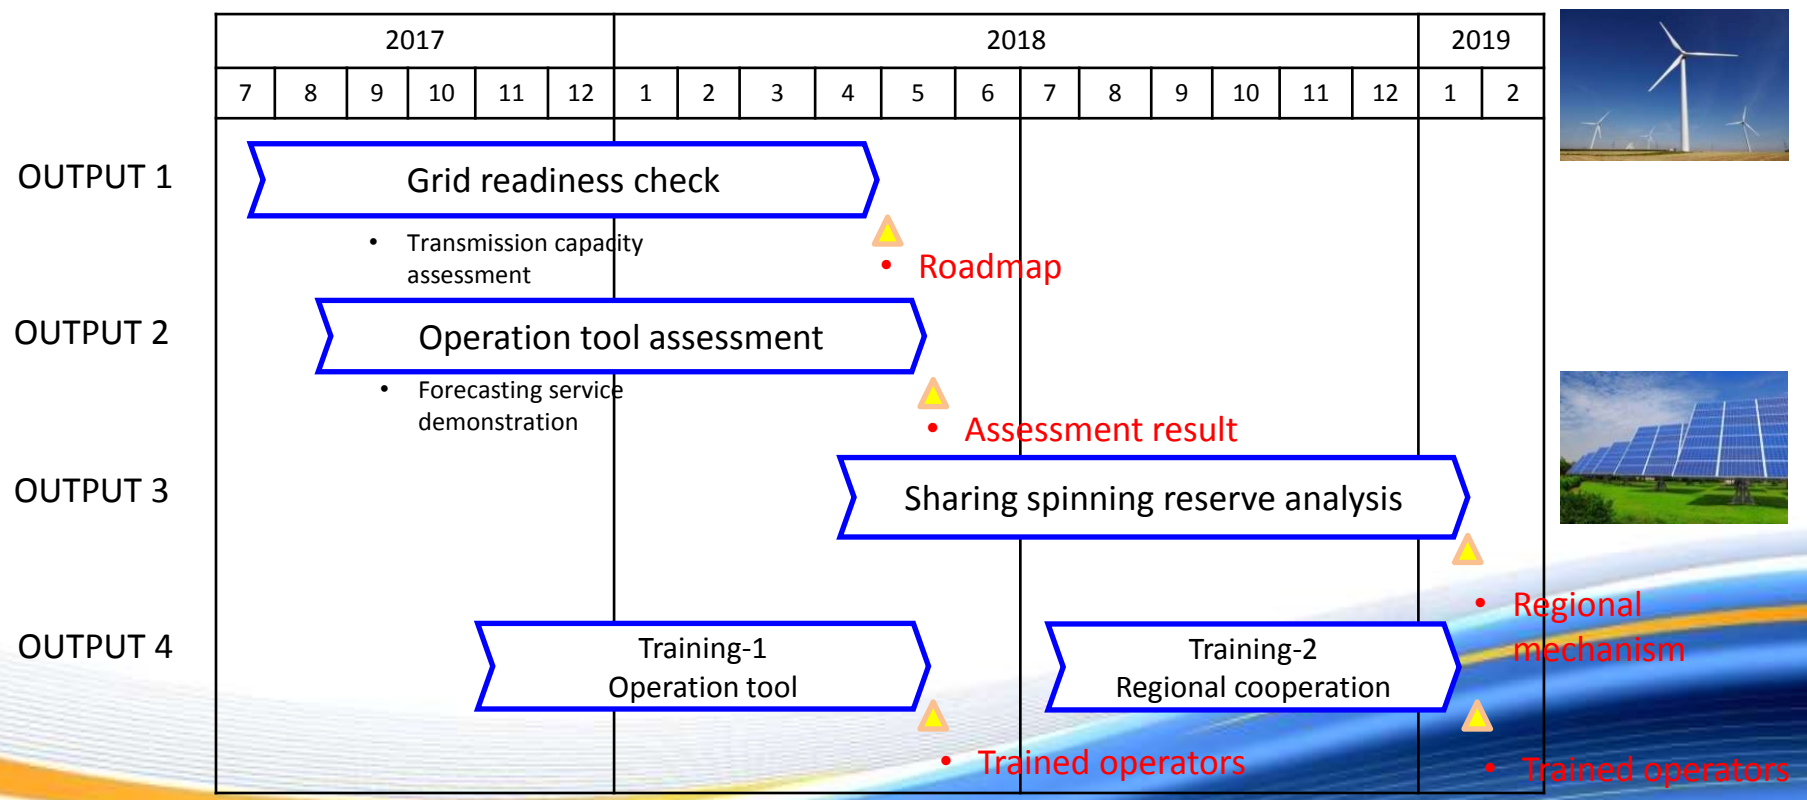 2017 2018 2019
7 8 9 10 11 12 1 2 3 4 5 6 7 8 9 10 11 12 1 2
OUTPUT 1
Grid readiness check
• Transmission capacity
assessment
• Roadmap
OUTPUT 2
Operation tool assessment
• Forecasting service
demonstration
• Assessment result
OUTPUT 3
Sharing spinning reserve analysis
• Regional
mechanism
OUTPUT 4
Training-1
Operation tool
Training-2
Regional cooperation
• Trained operators
• Trained operators